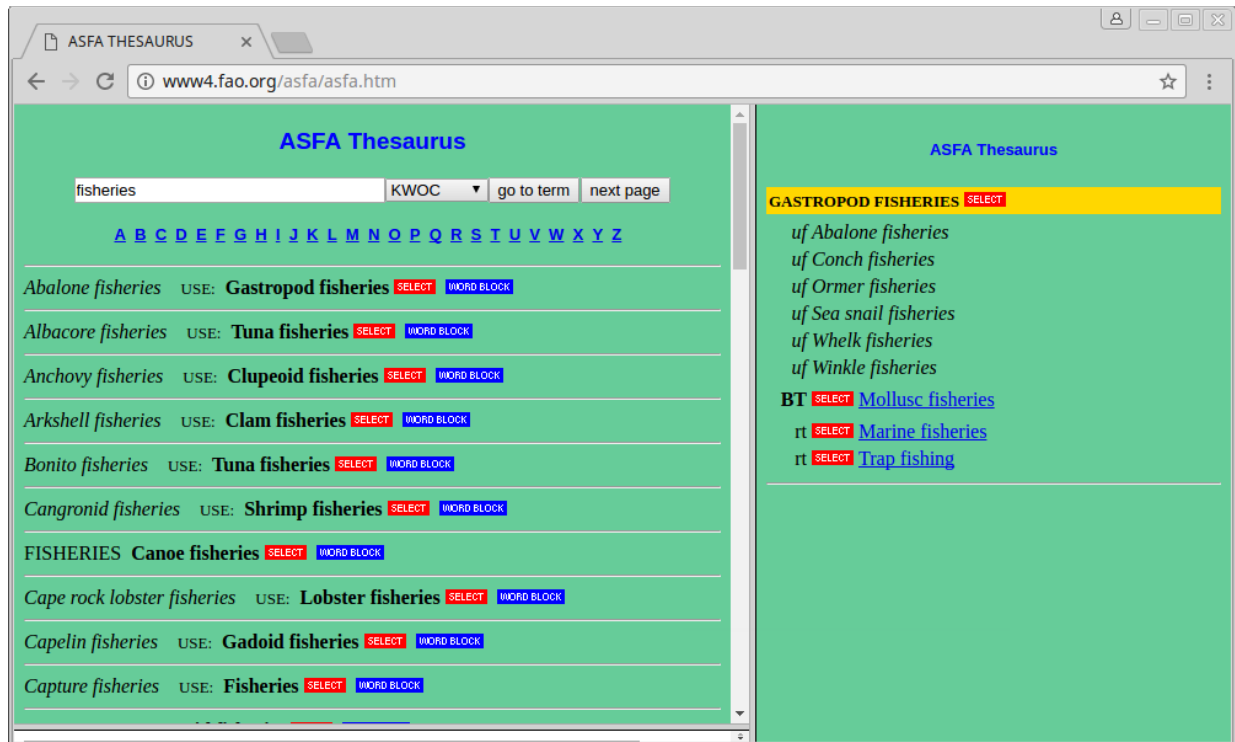 ASFA THESAURUS
www4.fao.org/asfa/asfa.htm
ASFA Thesaurus
fisheries KWOC go to term next page
A B C D E F G H I J K L M N O P Q R S T U V W X Y Z
Abalone fisheries USE: Gastropod fisheries SELECT WORD BLOCK
Albacore fisheries USE: Tuna fisheries SELECT WORD BLOCK
Anchovy fisheries USE: Clupeoid fisheries SELECT WORD BLOCK
Arkshell fisheries USE: Clam fisheries SELECT WORD BLOCK
Bonito fisheries USE: Tuna fisheries SELECT WORD BLOCK
Cangronid fisheries USE: Shrimp fisheries SELECT WORD BLOCK
FISHERIES Canoe fisheries SELECT WORD BLOCK
Cape rock lobster fisheries USE: Lobster fisheries SELECT WORD BLOCK
Capelin fisheries USE: Gadoid fisheries SELECT WORD BLOCK
Capture fisheries USE: Fisheries SELECT WORD BLOCK
ASFA Thesaurus
GASTROPOD FISHERIES SELECT
uf Abalone fisheries
uf Conch fisheries
uf Ormer fisheries
uf Sea snail fisheries
uf Whelk fisheries
uf Winkle fisheries
BT SELECT Mollusc fisheries
rt SELECT Marine fisheries
rt SELECT Trap fishing